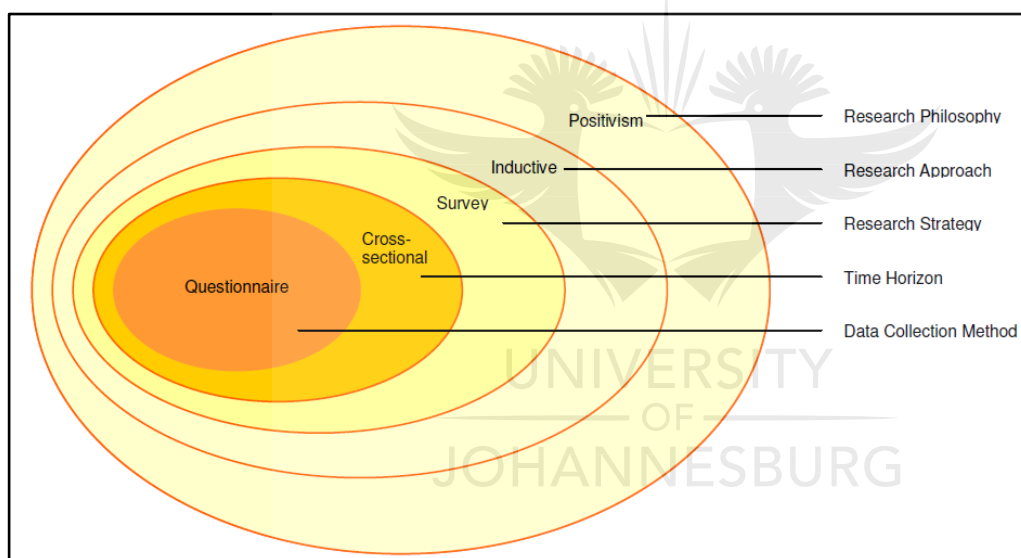 Positivism
Research Philosophy
Inductive
Research Approach
Survey
Research Strategy
Cross-
sectional
Time Horizon
Questionnaire
Data Collection Method
UNIVERSITY
OF
JOHANNESBURG